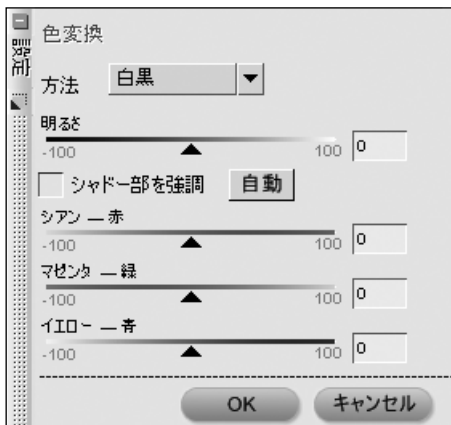 設定
色変換
方法 白黒
明るさ
-100 100 0
シャドー部を強調 自動
シアン — 赤
-100 100 0
マゼンタ — 緑
-100 100 0
イエロー — 青
-100 100 0
OK キャンセル